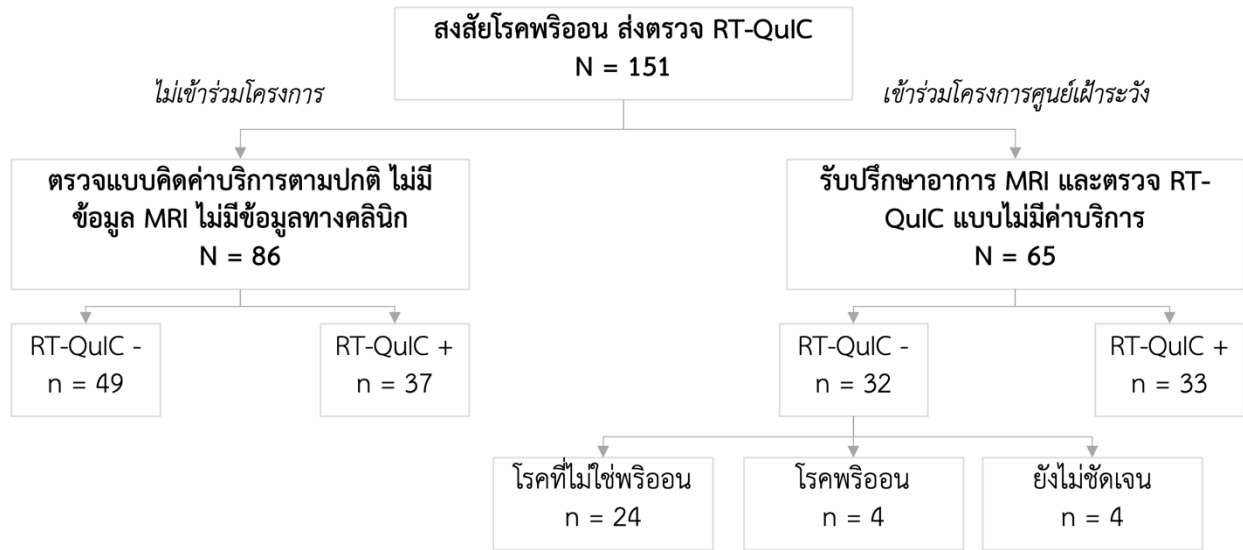 สงสัยโรคพริออน ส่งตรวจ RT-QuIC
N = 151
ไม่เข้าร่วมโครงการ
เข้าร่วมโครงการศูนย์เฝ้าระวัง
ตรวจแบบคิดค่าบริการตามปกติ ไม่มี
ข้อมูล MRI ไม่มีข้อมูลทางคลินิก
N = 86
รับปรึกษาอาการ MRI และตรวจ RT-
QuIC แบบไม่มีค่าบริการ
N = 65
RT-QuIC -
n = 49
RT-QuIC +
n = 37
RT-QuIC -
n = 32
RT-QuIC +
n = 33
โรคที่ไม่ใช่พริออน
n = 24
โรคพริออน
n = 4
ยังไม่ชัดเจน
n = 4